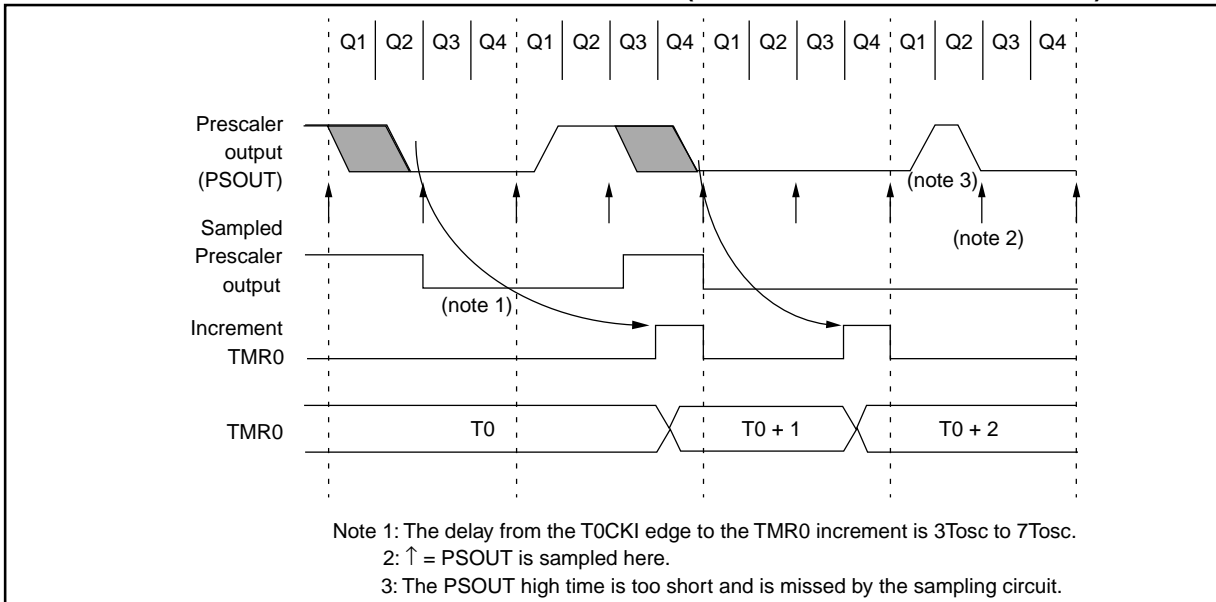 Q1 Q2 Q3 Q4 Q1 Q2 Q3 Q4 Q1 Q2 Q3 Q4 Q1 Q2 Q3 Q4
Prescaler
output
(PSOUT)
(note 3)
(note 2)
Sampled
Prescaler
output
(note 1)
Increment
TMR0
TMR0
T0
T0 + 1
T0 + 2
Note 1: The delay from the T0CKI edge to the TMR0 increment is 3Tosc to 7Tosc.
2: ↑ = PSOUT is sampled here.
3: The PSOUT high time is too short and is missed by the sampling circuit.